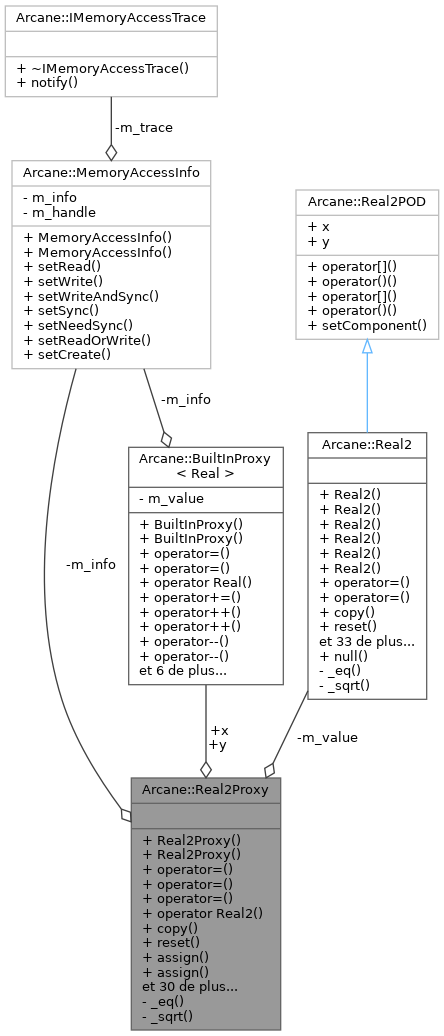 Arcane::IMemoryAccessTrace
+ ~IMemoryAccessTrace()
+ notify()
-m_trace
Arcane::MemoryAccessInfo
- m_info
- m_handle
+ MemoryAccessInfo()
+ MemoryAccessInfo()
+ setRead()
+ setWrite()
+ setWriteAndSync()
+ setSync()
+ setNeedSync()
+ setReadOrWrite()
+ setCreate()
Arcane::Real2POD
+ x
+ y
+ operator[]()
+ operator()()
+ operator[]()
+ operator()()
+ setComponent()
-m_info
Arcane::BuiltInProxy
< Real >
- m_value
+ BuiltInProxy()
+ BuiltInProxy()
+ operator=()
+ operator=()
+ operator Real()
+ operator+=()
+ operator++()
+ operator++()
+ operator--()
+ operator--()
et 6 de plus...
Arcane::Real2
+ Real2()
+ Real2()
+ Real2()
+ Real2()
+ Real2()
+ Real2()
+ operator=()
+ operator=()
+ copy()
+ reset()
et 33 de plus...
+ null()
- _eq()
- _sqrt()
-m_info
+x
+y
-m_value
Arcane::Real2Proxy
+ Real2Proxy()
+ Real2Proxy()
+ operator=()
+ operator=()
+ operator=()
+ operator Real2()
+ copy()
+ reset()
+ assign()
+ assign()
et 30 de plus...
- _eq()
- _sqrt()